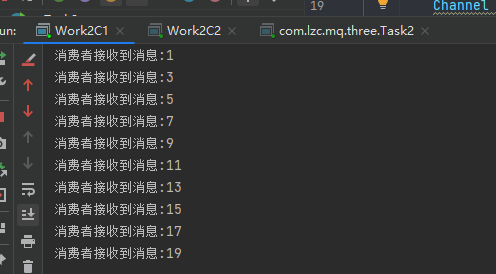 19
Channel
un:
Work2C1
Work2C2
com.lzc.mq.three.Task2
消费者接收到消息:1
消费者接收到消息:3
消费者接收到消息:5
消费者接收到消息:7
消费者接收到消息:9
消费者接收到消息:11
消费者接收到消息:13
消费者接收到消息:15
消费者接收到消息:17
消费者接收到消息:19